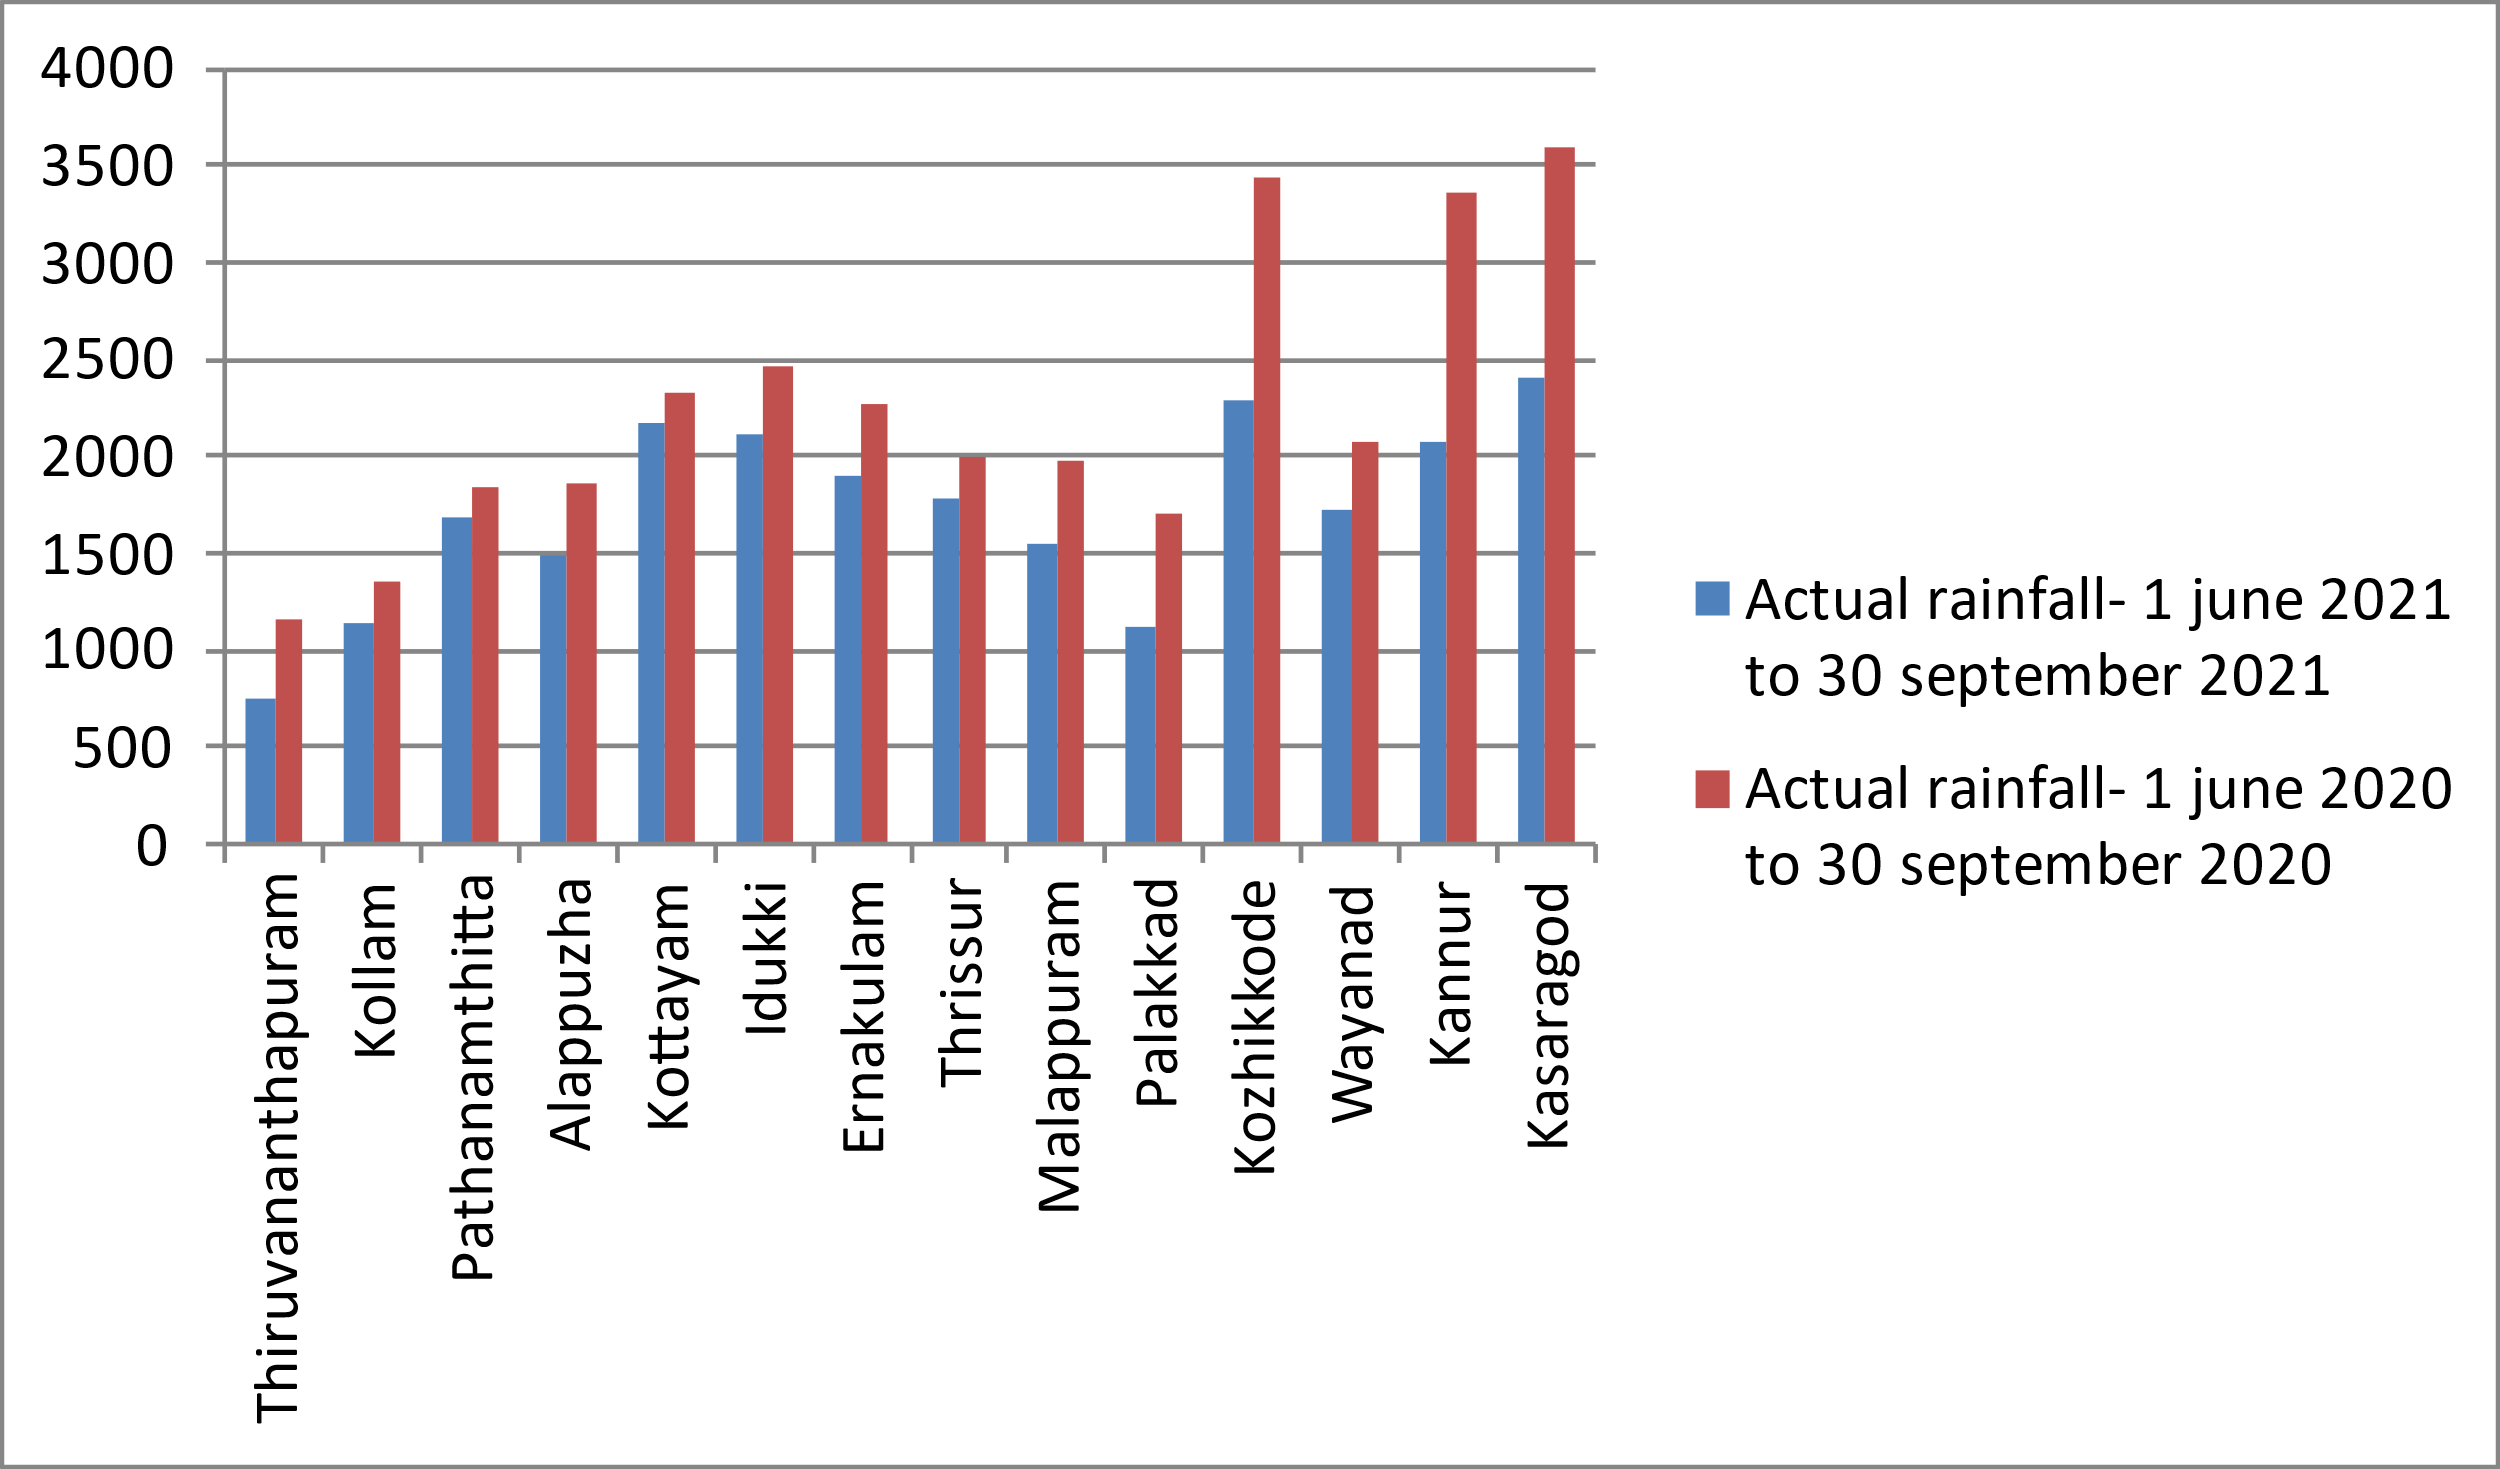 4000
3500
3000
2500
2000
1500
1000
500
0
Thiruvananthapuram
Kollam
Pathanamthitta
Alappuzha
Kottayam
Idukki
Ernakulam
Thrissur
Malappuram
Palakkad
Kozhikkode
Wayanad
Kannur
Kasaragod
Actual rainfall- 1 june 2021
to 30 september 2021
Actual rainfall- 1 june 2020
to 30 september 2020